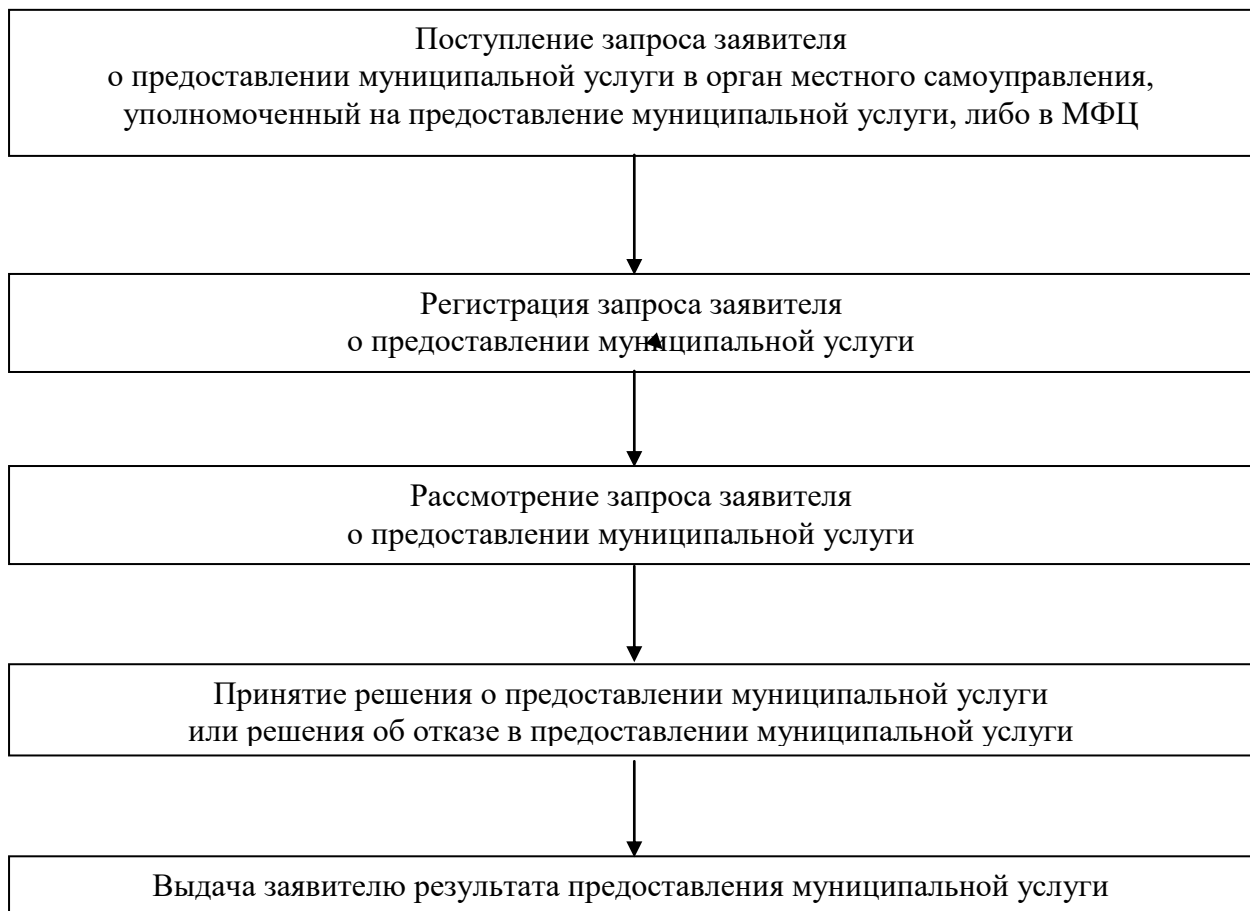 Поступление запроса заявителя
о предоставлении муниципальной услуги в орган местного самоуправления,
уполномоченный на предоставление муниципальной услуги, либо в МФЦ
Регистрация запроса заявителя
о предоставлении муниципальной услуги
Рассмотрение запроса заявителя
о предоставлении муниципальной услуги
Принятие решения о предоставлении муниципальной услуги
или решения об отказе в предоставлении муниципальной услуги
Выдача заявителю результата предоставления муниципальной услуги